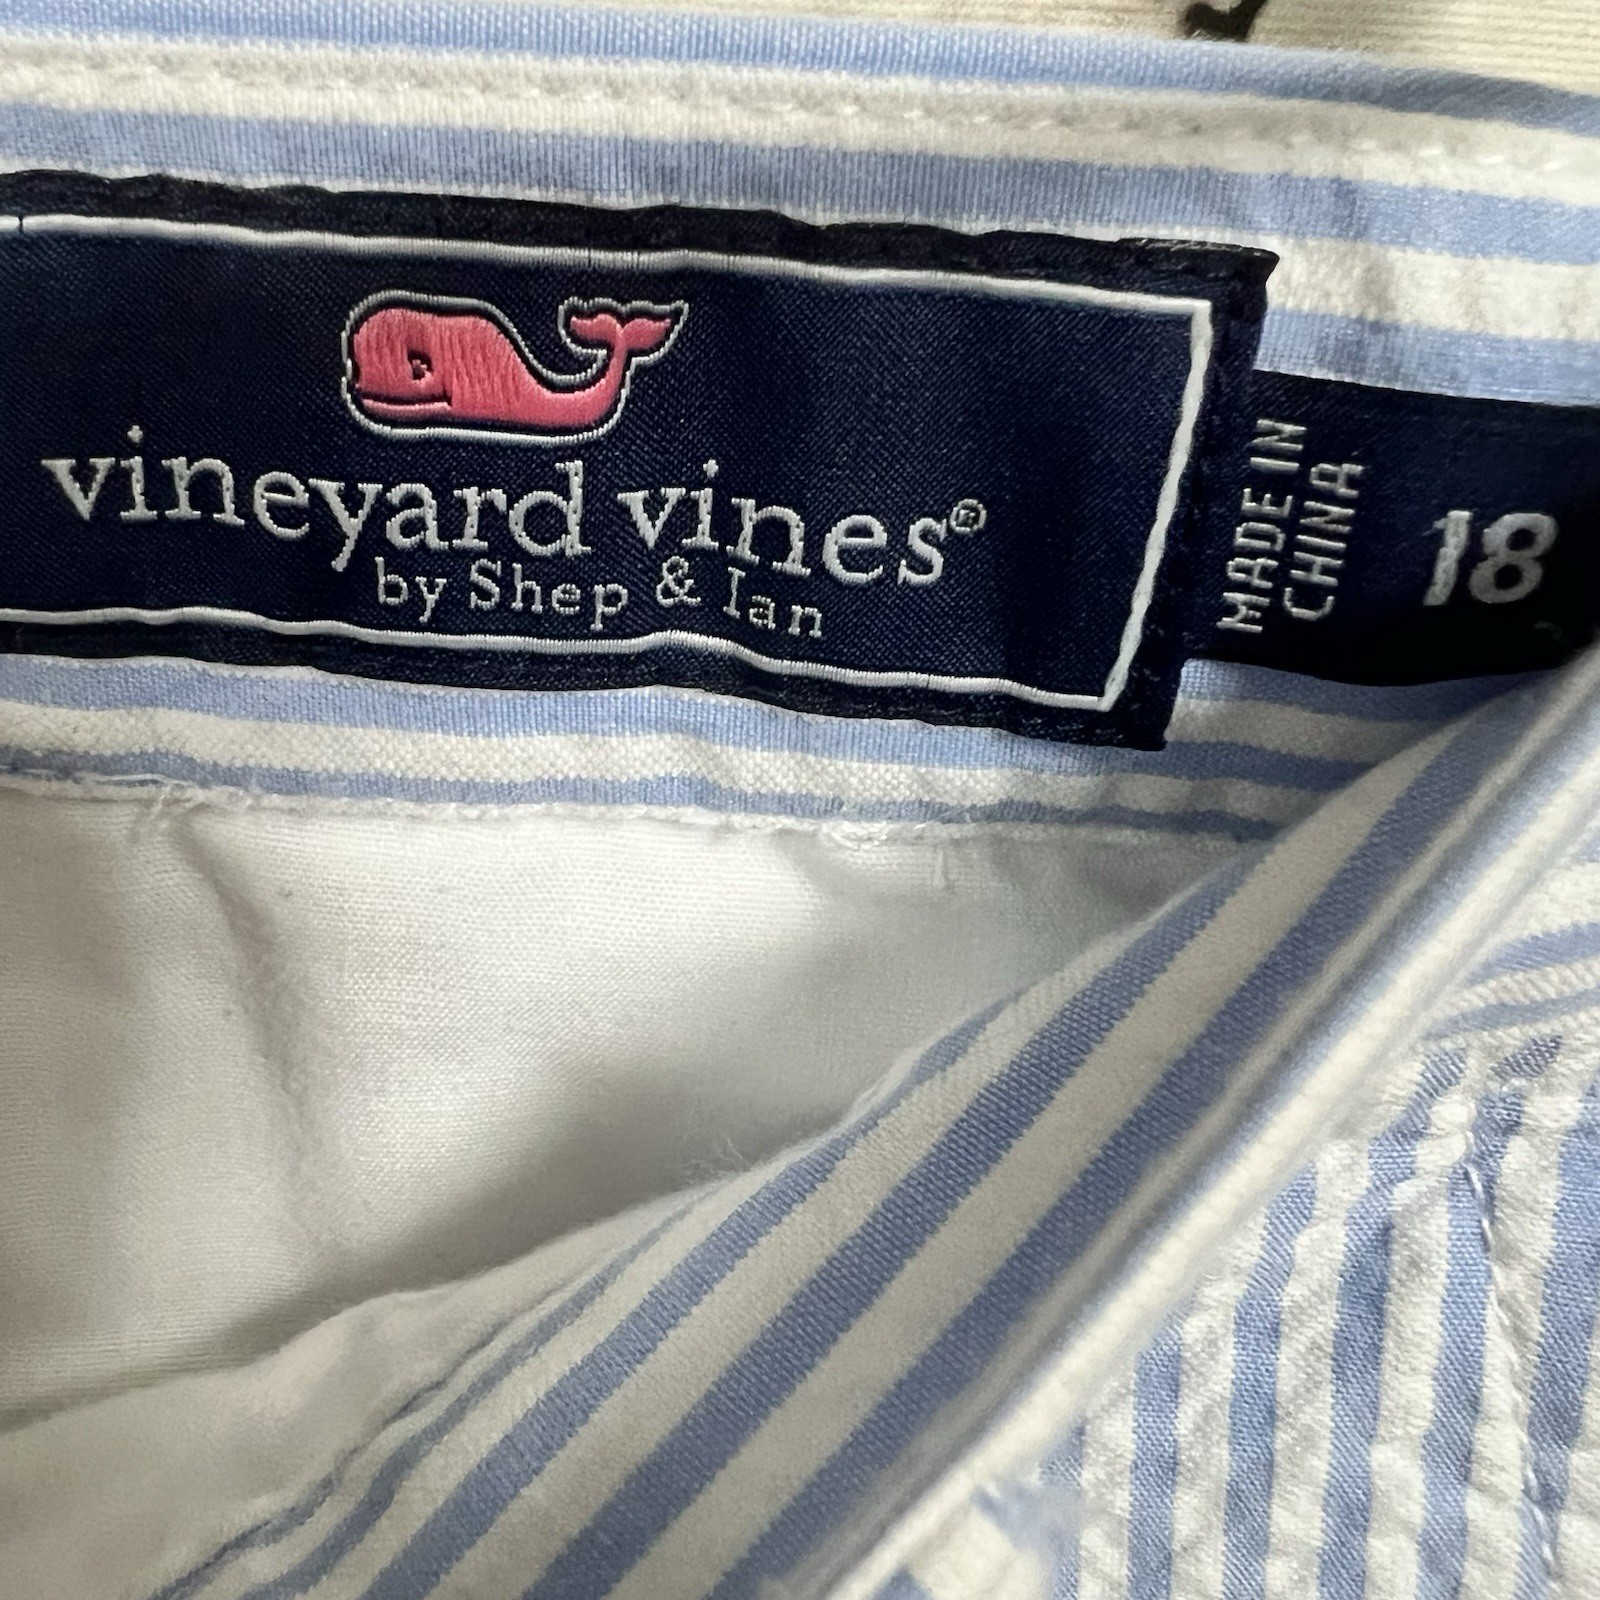 vineyard vines®
by Shep & Ian
MADE IN
CHINA
18